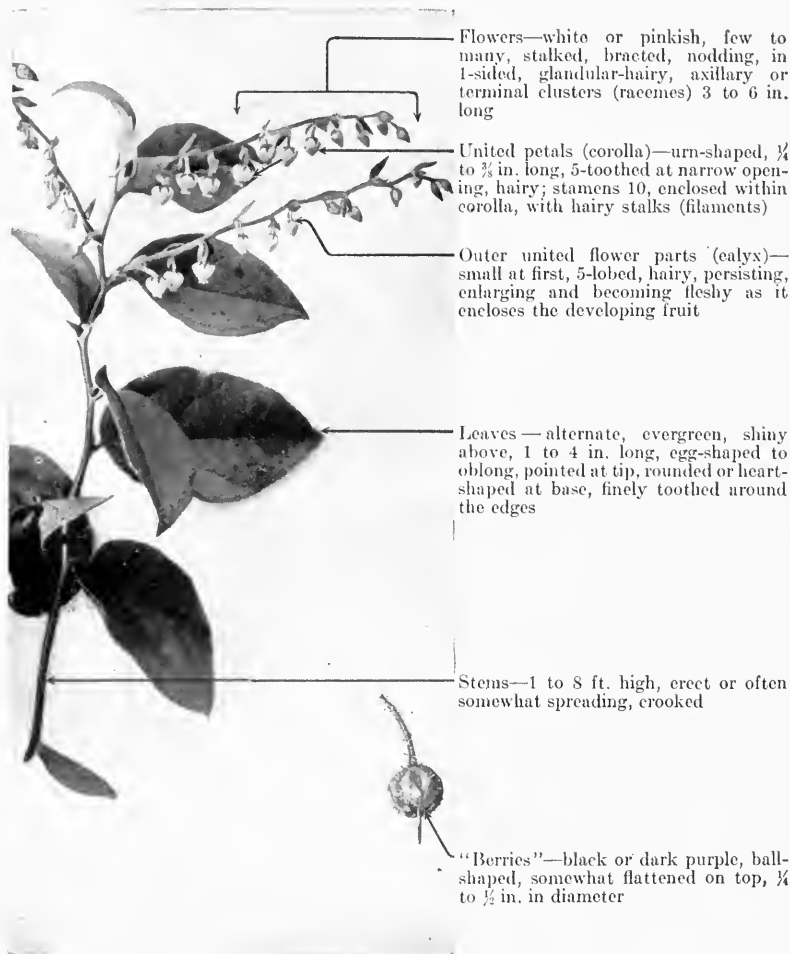 Flowers—white or pinkish, few to
many, stalked, bracted, nodding, in
1-sided, glandular-hairy, axillary or
terminal clusters (racemes) 3 to 6 in.
long
United petals (corolla)—urn-shaped, ¼
to ⅜ in. long, 5-toothed at narrow open-
ing, hairy; stamens 10, enclosed within
corolla, with hairy stalks (filaments)
Outer united flower parts (calyx)—
small at first, 5-lobed, hairy, persisting,
enlarging and becoming fleshy as it
encloses the developing fruit
Leaves — alternate, evergreen, shiny
above, 1 to 4 in. long, egg-shaped to
oblong, pointed at tip, rounded or heart-
shaped at base, finely toothed around
the edges
Stems—1 to 8 ft. high, erect or often
somewhat spreading, crooked
"Berries"—black or dark purple, ball-
shaped, somewhat flattened on top, ¼
to ½ in. in diameter